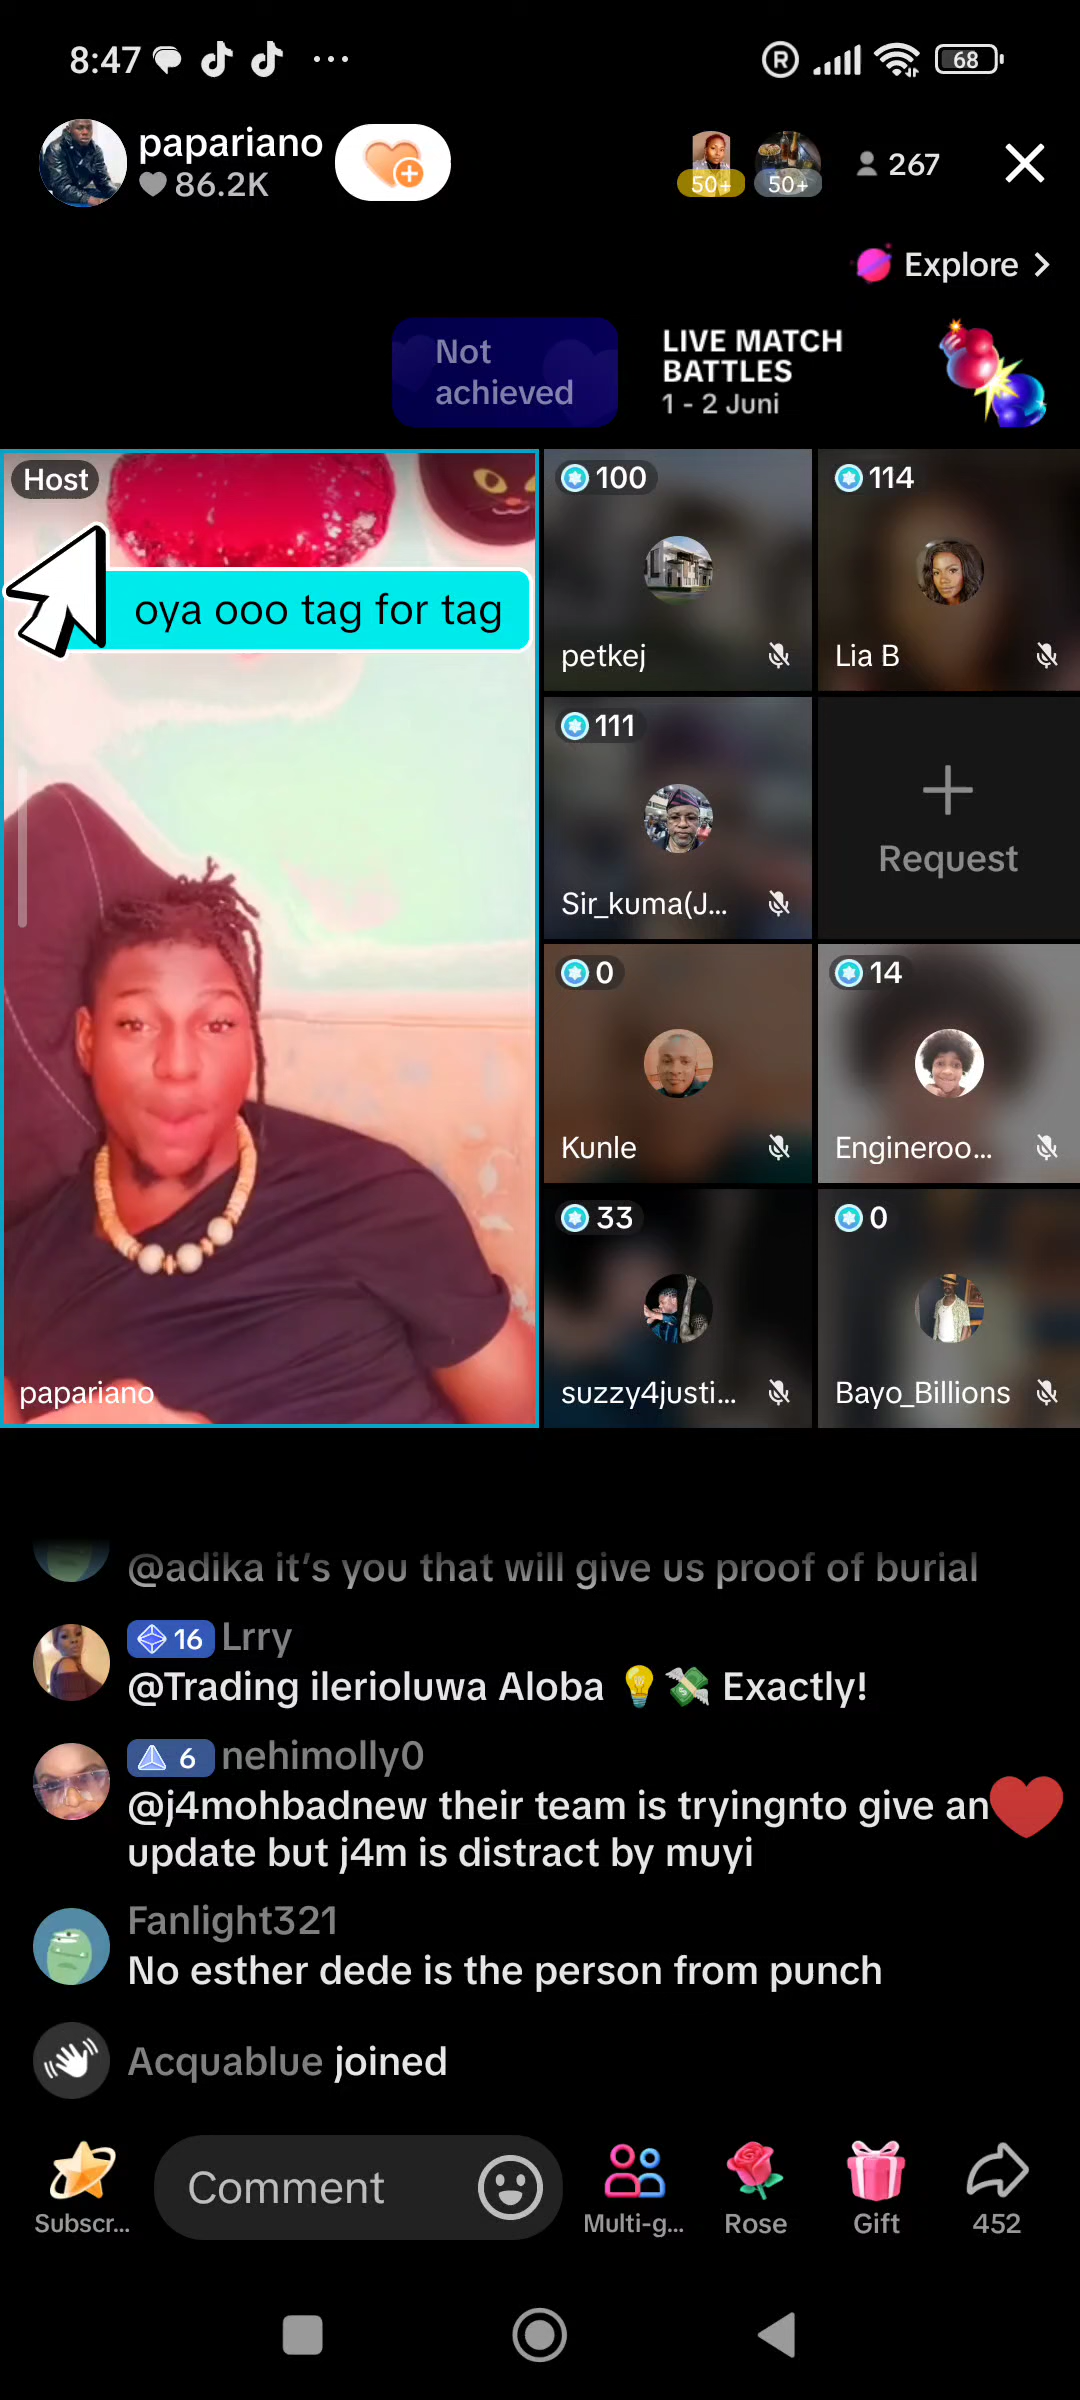 8:47
R
68
papariano
86.2K
50+
50+
267
Explore
Not
achieved
LIVE MATCH
BATTLES
1 - 2 Juni
Host
oya ooo tag for tag
papariano
100
petkej
114
Lia B
111
Sir_kuma(J...
Request
0
Kunle
14
Engineroo...
33
suzzy4justi...
0
Bayo_Billions
@adika it's you that will give us proof of burial
16 Lrry
@Trading ilerioluwa Aloba 💡💸 Exactly!
6 nehimolly0
@j4mohbadnew their team is tryingnto give an
update but j4m is distract by muyi
Fanlight321
No esther dede is the person from punch
Acquablue joined
Subscr...
Comment
Multi-g...
Rose
Gift
452